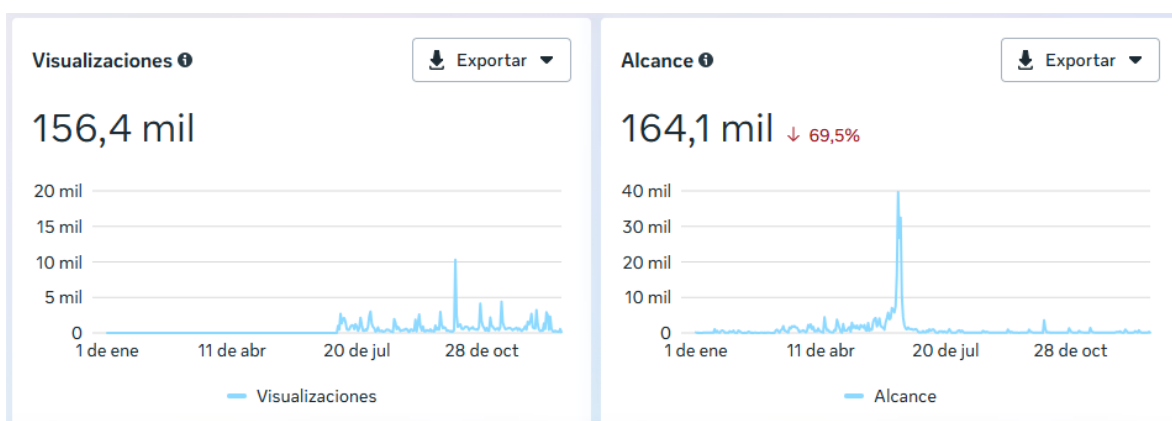 Visualizaciones
Exportar
156,4 mil
20 mil
15 mil
10 mil
5 mil
0
1 de ene 11 de abr 20 de jul 28 de oct
Visualizaciones
Alcance
Exportar
164,1 mil ↓ 69,5%
40 mil
30 mil
20 mil
10 mil
0
1 de ene 11 de abr 20 de jul 28 de oct
Alcance